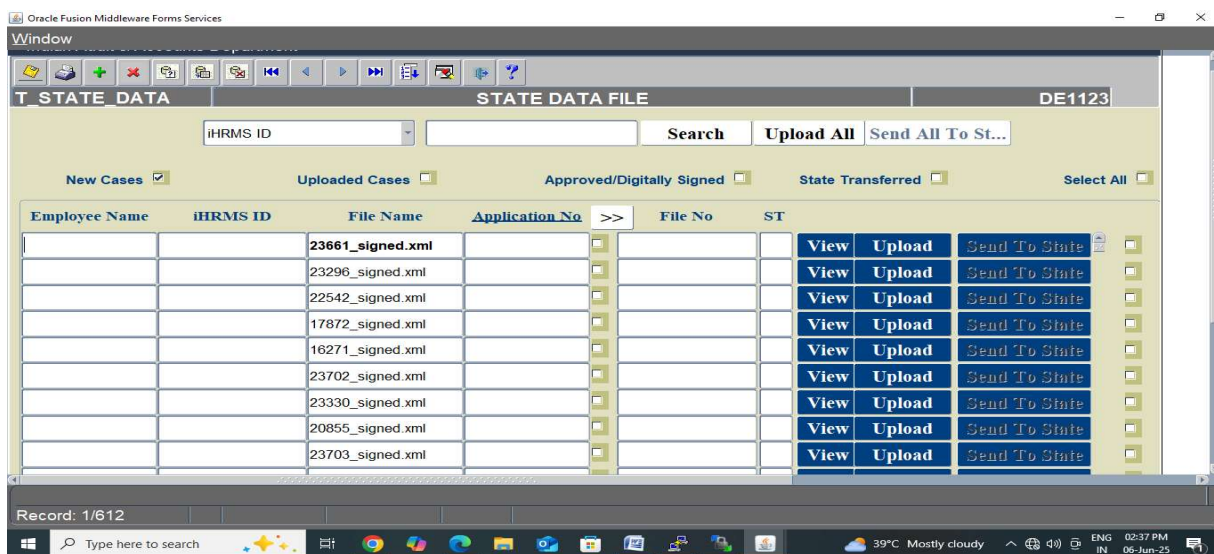 Oracle Fusion Middleware Forms Services
Window
T_STATE_DATA STATE DATA FILE DE1123
iHRMS ID Search Upload All Send All To St...
New Cases Uploaded Cases Approved/Digitally Signed State Transferred Select All
Employee Name iHRMS ID File Name Application No >> File No ST
23661_signed.xml View Upload Send To State
23296_signed.xml View Upload Send To State
22542_signed.xml View Upload Send To State
17872_signed.xml View Upload Send To State
16271_signed.xml View Upload Send To State
23702_signed.xml View Upload Send To State
23330_signed.xml View Upload Send To State
20855_signed.xml View Upload Send To State
23703_signed.xml View Upload Send To State
Record: 1/612
Type here to search 39°C Mostly cloudy ENG 02:37 PM
IN 06-Jun-25